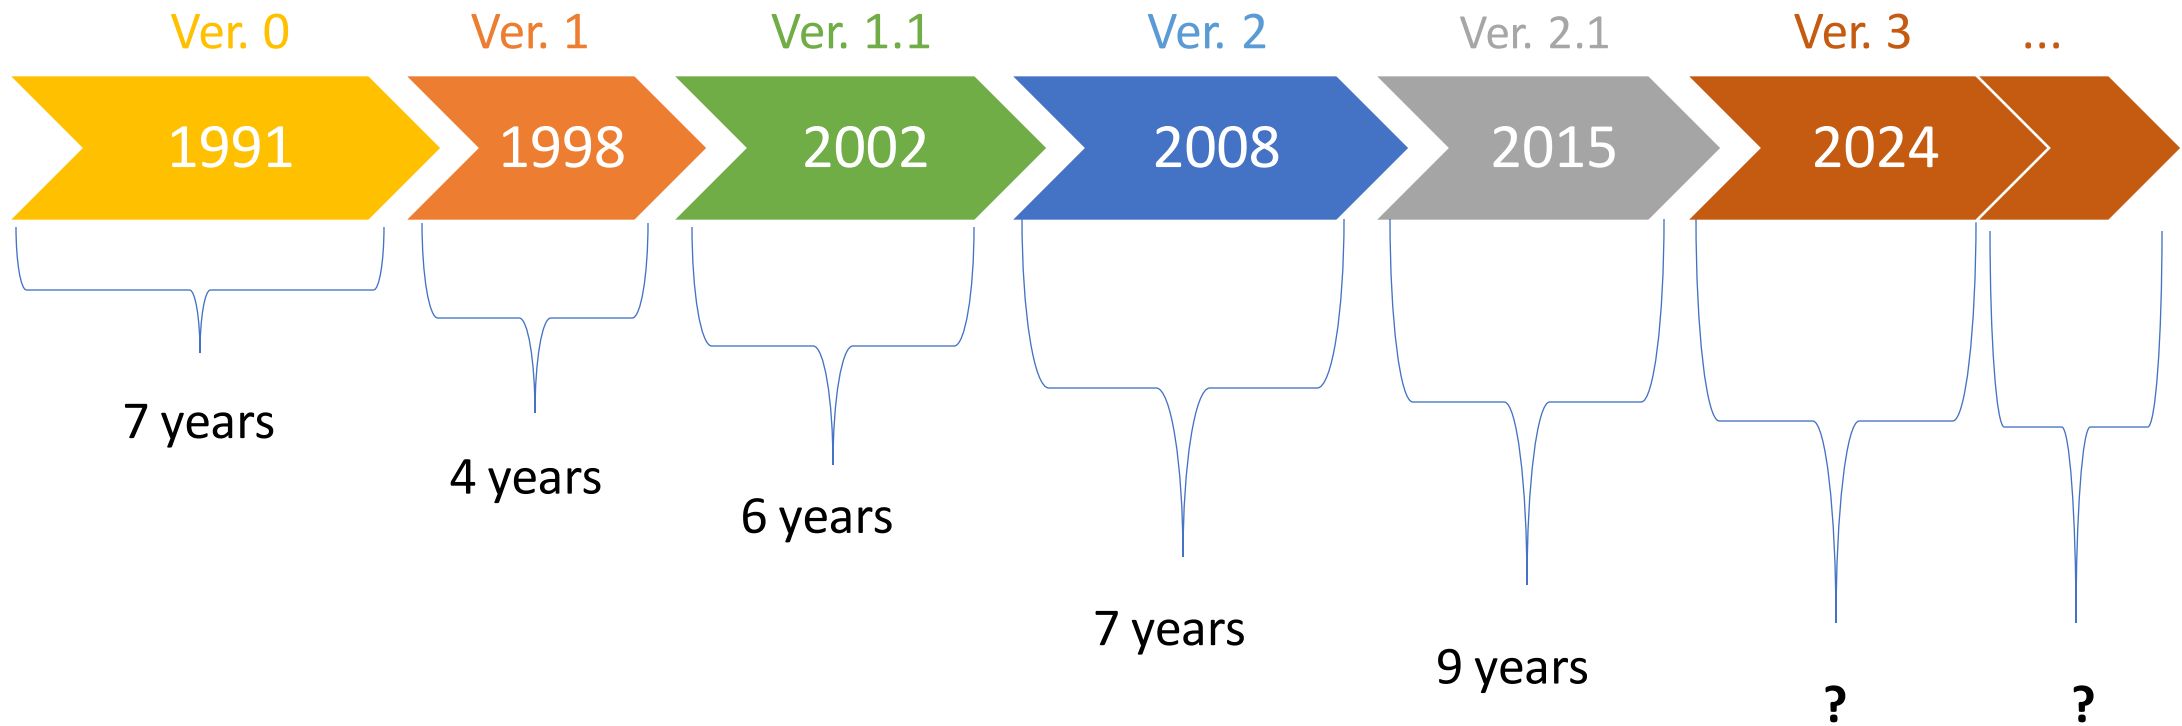 Ver. 0 Ver. 1 Ver. 1.1 Ver. 2 Ver. 2.1 Ver. 3 ...
1991 1998 2002 2008 2015 2024
7 years
4 years
6 years
7 years
9 years
? ?